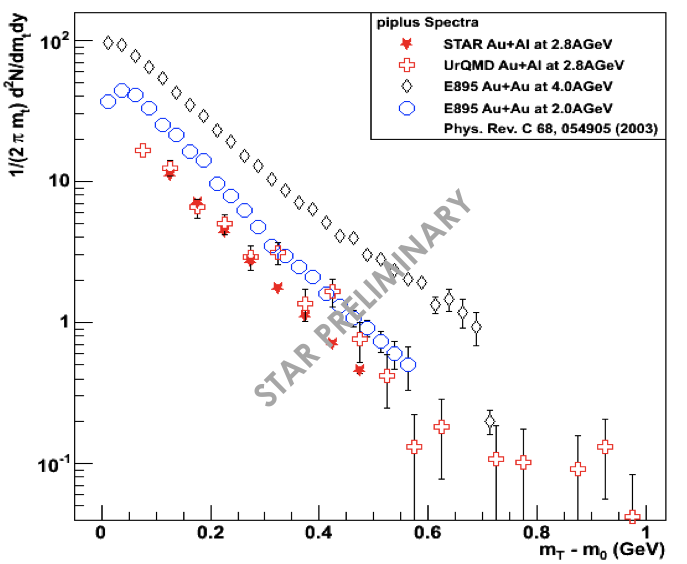 piplus Spectra
STAR Au+Al at 2.8AGeV
UrQMD Au+Al at 2.8AGeV
E895 Au+Au at 4.0AGeV
E895 Au+Au at 2.0AGeV
Phys. Rev. C 68, 054905 (2003)
1/(2 π mₜ) d²N/dmₜdy
10²
10
1
10⁻¹
STAR PRELIMINARY
0 0.2 0.4 0.6 0.8 1
m_T - m₀ (GeV)